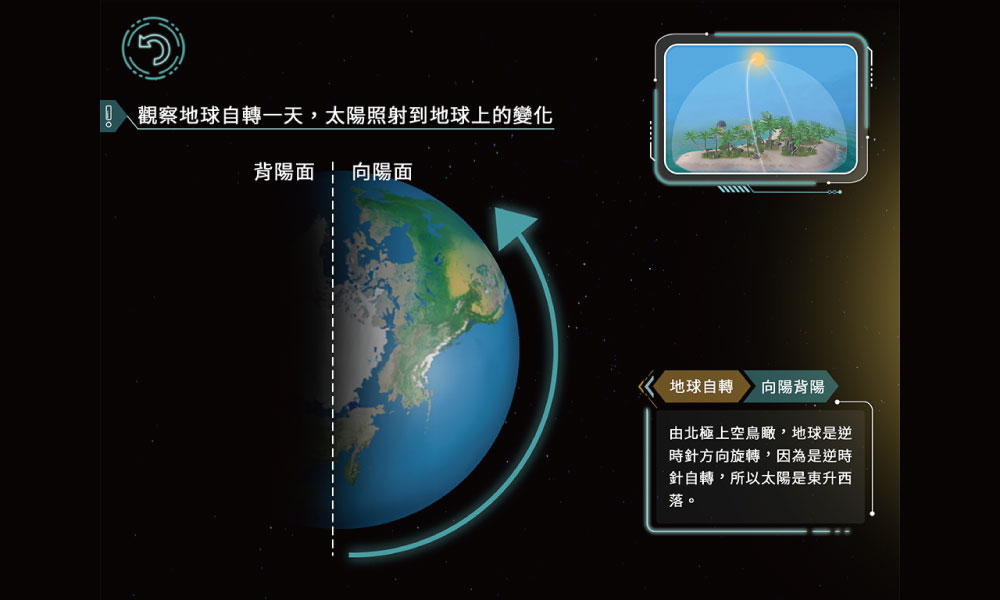 觀察地球自轉一天，太陽照射到地球上的變化
背陽面
向陽面
地球自轉
向陽背陽
由北極上空鳥瞰，地球是逆
時針方向旋轉，因為是逆時
針自轉，所以太陽是東升西
落。